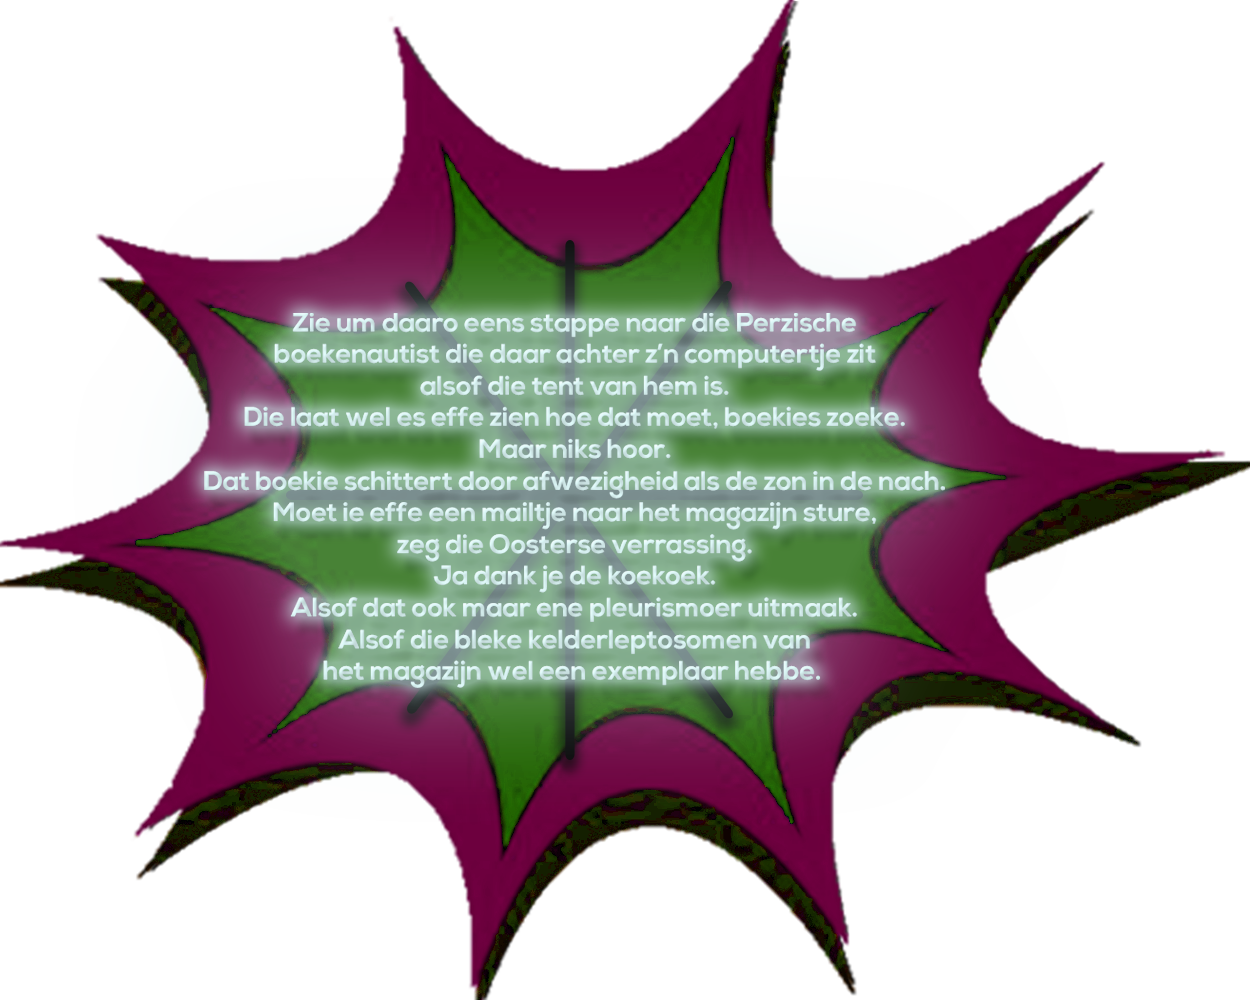 Zie um daaro eens stappe naar die Perzische
boekenautist die daar achter z'n computertje zit
alsof die tent van hem is.
Die laat wel es effe zien hoe dat moet, boekies zoeke.
Maar niks hoor.
Dat boekie schittert door afwezigheid als de zon in de nach.
Moet ie effe een mailtje naar het magazijn sture,
zeg die Oosterse verrassing.
Ja dank je de koekoek.
Alsof dat ook maar ene pleurismoer uitmaak.
Alsof die bleke kelderleptosomen van
het magazijn wel een exemplaar hebbe.